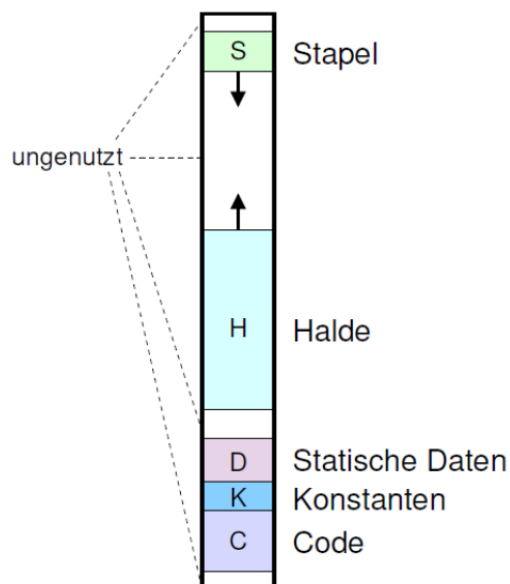 S Stapel
ungenutzt
H Halde
D Statische Daten
K Konstanten
C Code